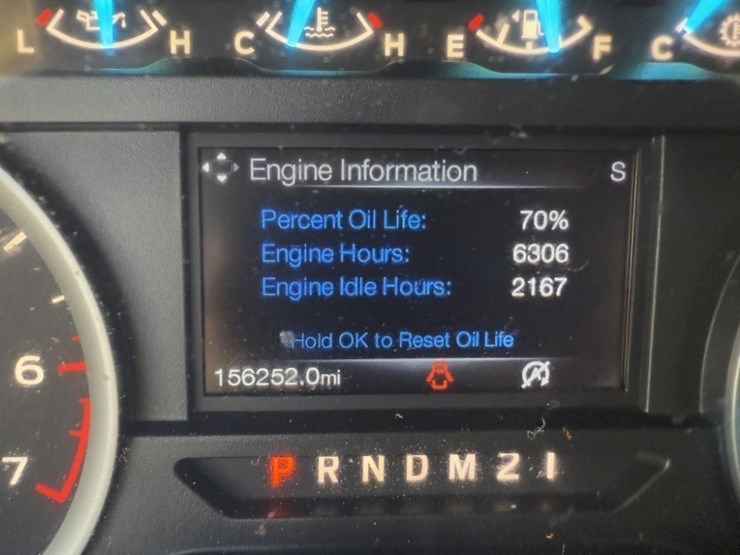 L H C H E F C
Engine Information S
Percent Oil Life: 70%
Engine Hours: 6306
Engine Idle Hours: 2167
Hold OK to Reset Oil Life
156252.0mi
6
7
P R N D M 2 1